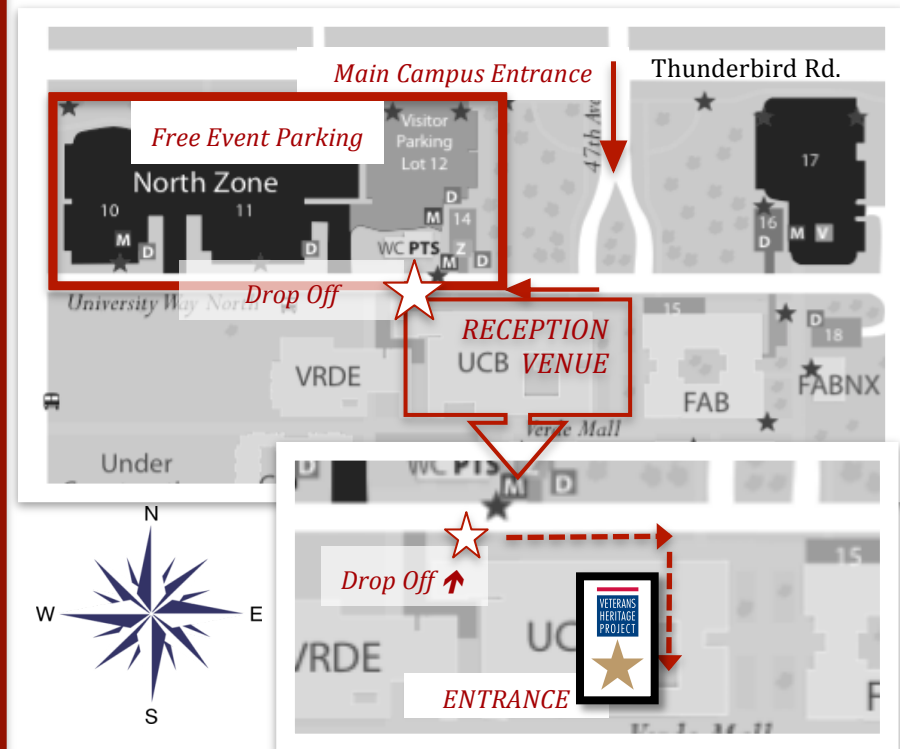 Main Campus Entrance
Thunderbird Rd.
47th Ave
Free Event Parking
Visitor
Parking
Lot 12
North Zone
10
11
M
D
D
D
M
14
Z
WC PTS
M
D
17
16
D
M
V
University Way North
Drop Off
RECEPTION
VENUE
VRDE
UCB
15
FAB
D
18
FABNX
Verde Mall
Under
D
WC PTS
M
D
N
W
E
S
Drop Off
15
VRDE
UC
VETERANS
HERITAGE
PROJECT
ENTRANCE
F
Verde Mall